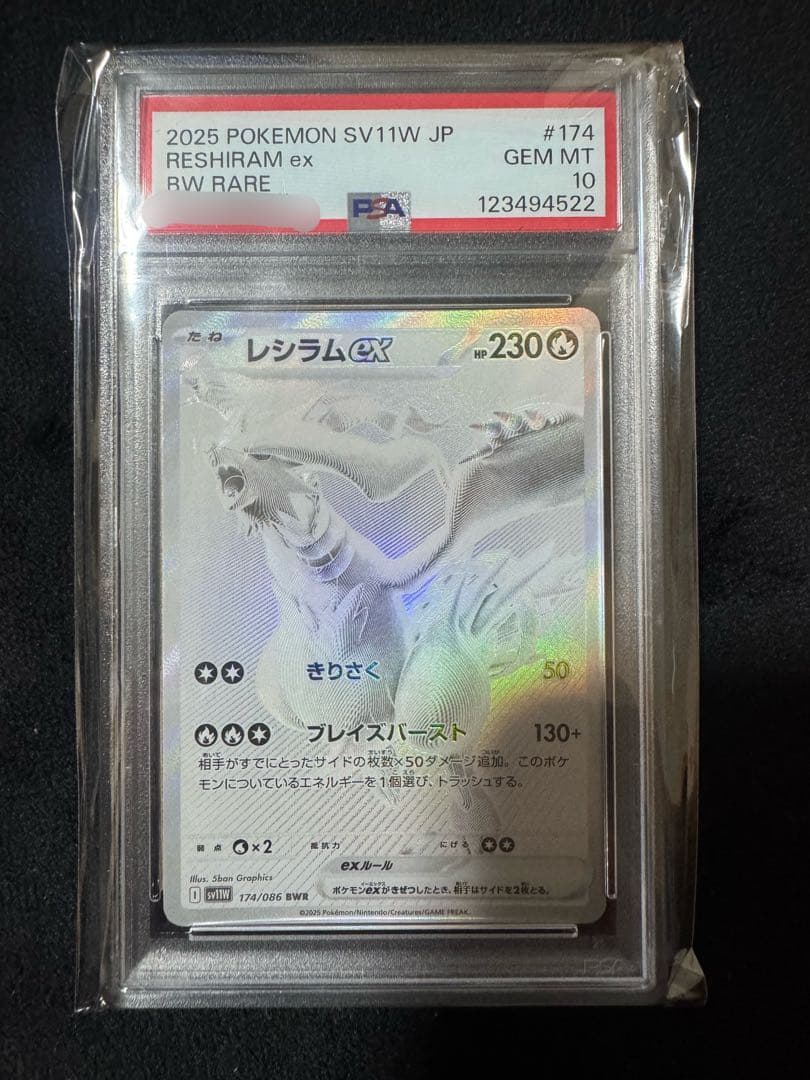 2025 POKEMON SV11W JP #174
RESHIRAM ex GEM MT
BW RARE 10
PSA 123494522
たね レシラムex HP 230
きりさく 50
ブレイズバースト 130+
相手がすでにとったサイドの枚数×50ダメージ追加。このポケ
モンについているエネルギーを1個選び、トラッシュする。
弱点 ×2 抵抗力 にげる
exルール
Illus. 5ban Graphics
ポケモンexがきぜつしたとき、相手はサイドを2枚とる。
I sv11W 174/086 BWR
©2025 Pokémon/Nintendo/Creatures/GAME FREAK.
PSA